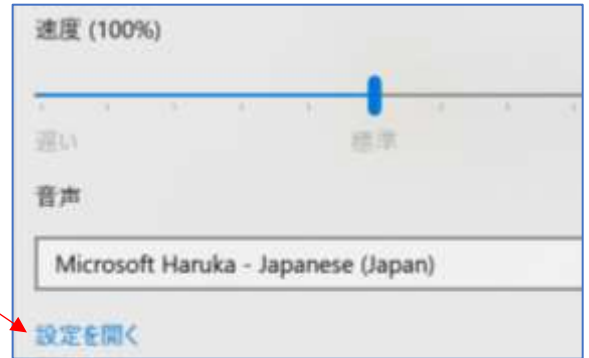 速度 (100%)
遅い 標準
音声
Microsoft Haruka - Japanese (Japan)
設定を開く